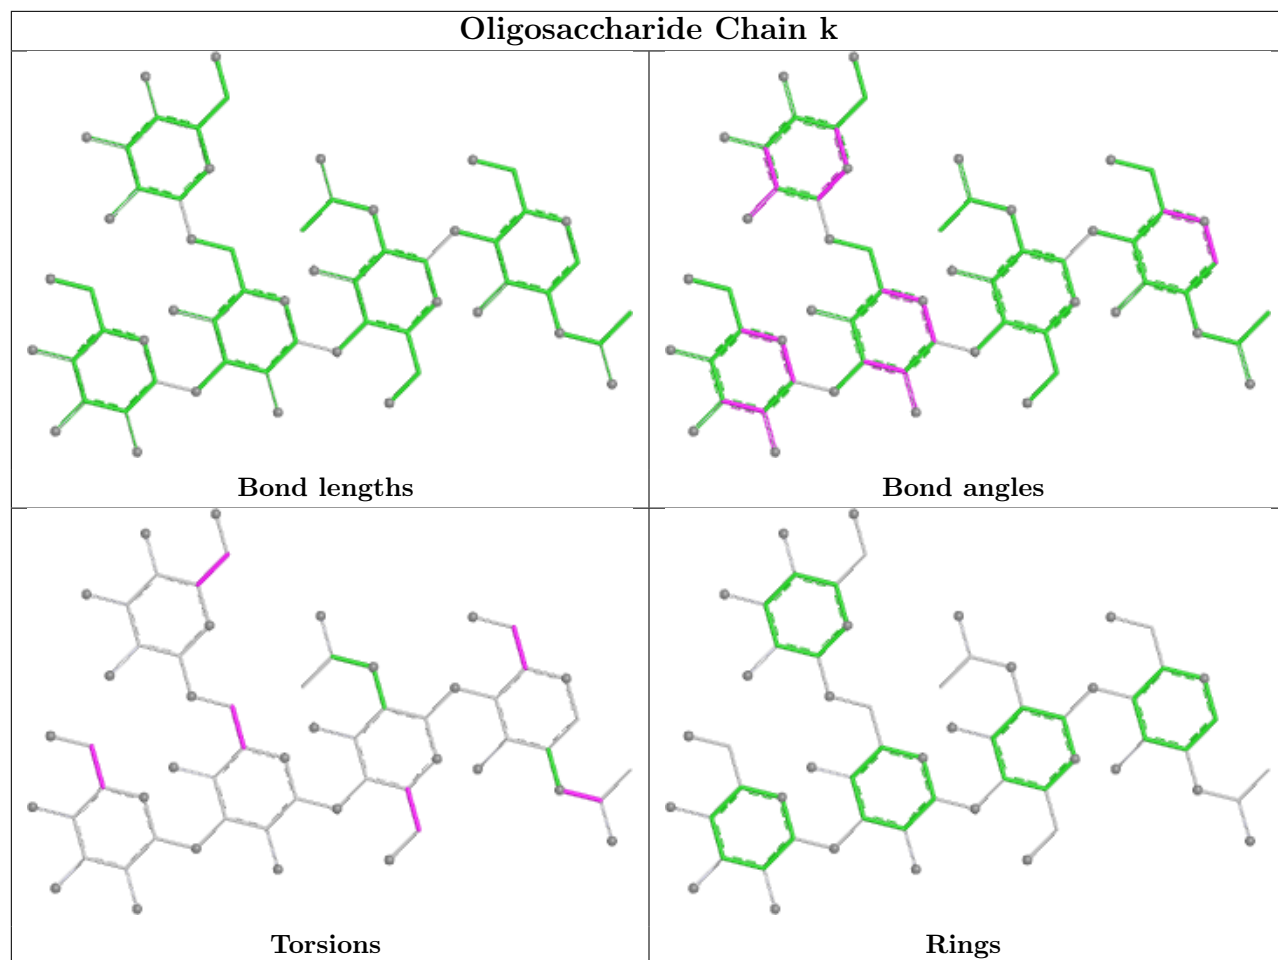 Oligosaccharide Chain k
Bond lengths
Bond angles
Torsions
Rings